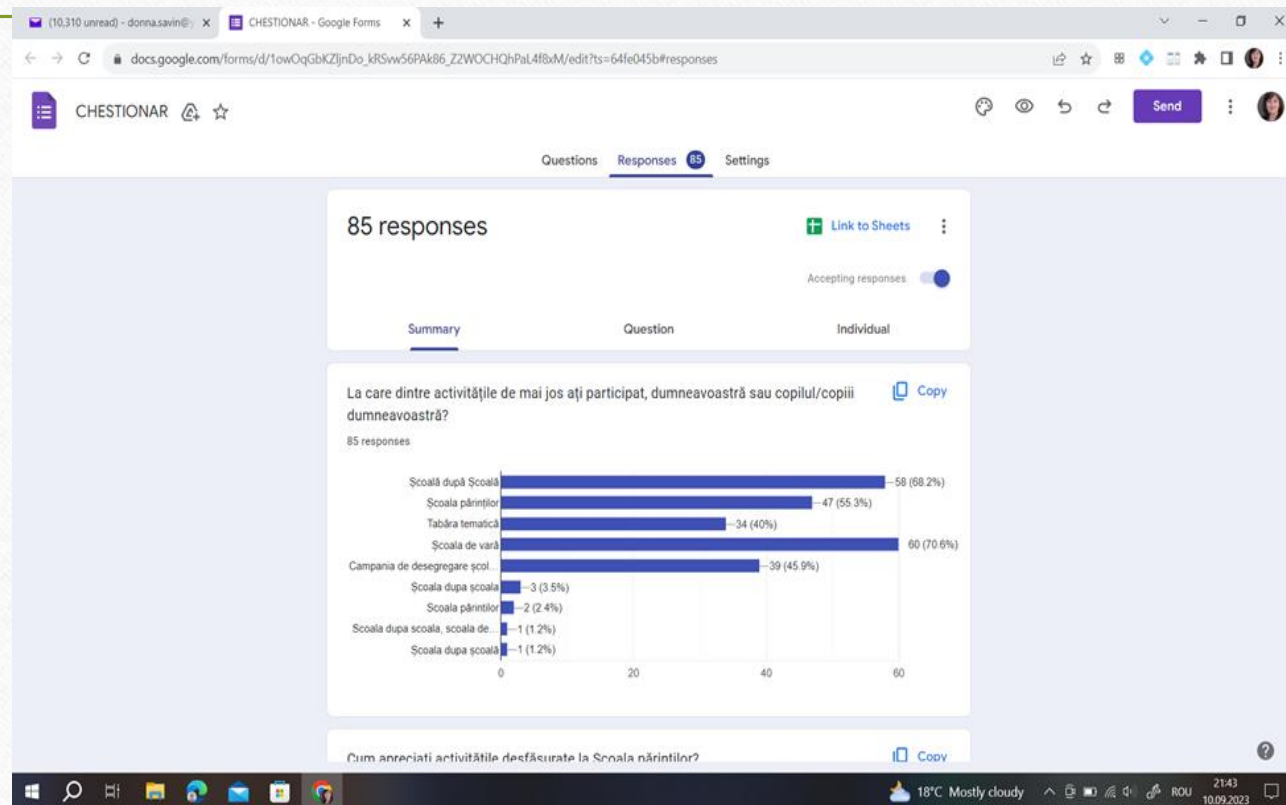 (10,310 unread) - donna.savin@y
CHESTIONAR - Google Forms
docs.google.com/forms/d/1owOqGbKZljnDo_kRSvw56PAk86_Z2WOCHQhPaL4f8xM/edit?ts=64fe045b#responses
CHESTIONAR
Send
Questions Responses 85 Settings
85 responses
Link to Sheets
Accepting responses
Summary Question Individual
La care dintre activitățile de mai jos ați participat, dumneavoastră sau copilul/copiii
dumneavoastră?
Copy
85 responses
Școală după Școală 58 (68.2%)
Școala părinților 47 (55.3%)
Tabăra tematică 34 (40%)
Școala de vară 60 (70.6%)
Campania de desegregare școl... 39 (45.9%)
Școala dupa școala 3 (3.5%)
Scoala părintilor 2 (2.4%)
Scoala dupa scoala, scoala de... 1 (1.2%)
Școala dupa școală 1 (1.2%)
0 20 40 60
Cum apreciați activitățile desfășurate la Școala părinților?
Copy
18°C Mostly cloudy ROU 21:43
10.09.2023